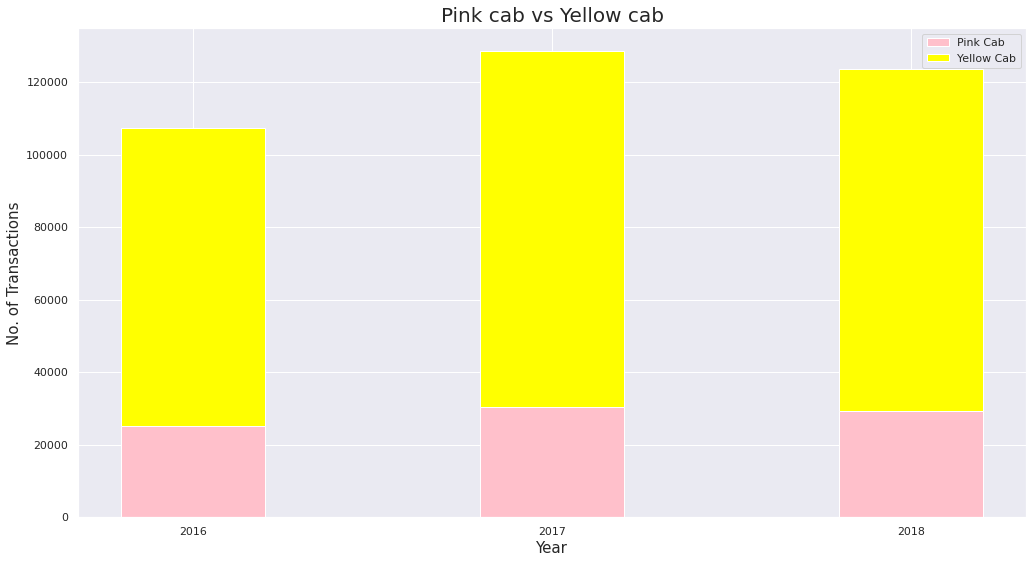 Pink cab vs Yellow cab
Pink Cab
Yellow Cab
No. of Transactions
120000
100000
80000
60000
40000
20000
0
2016
2017
2018
Year